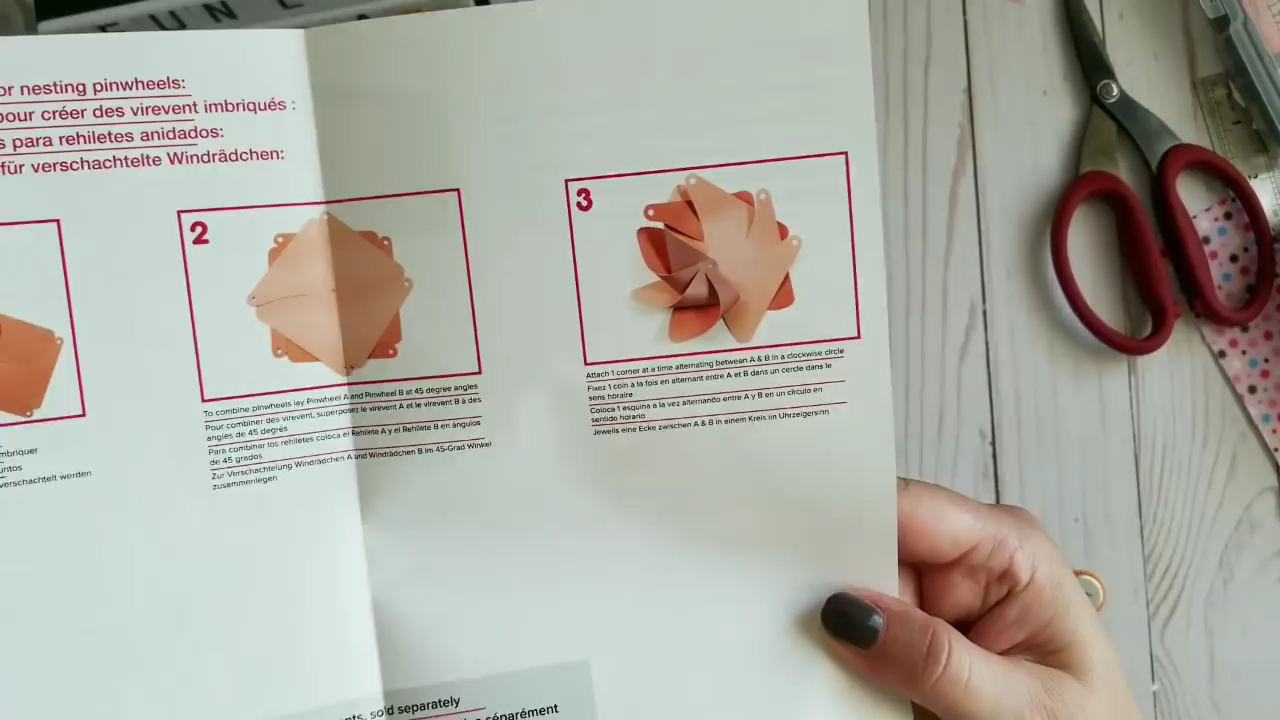 FUN
or nesting pinwheels:
pour créer des virevent imbriqués :
s para rehiletes anidados:
für verschachtelte Windrädchen:
mbriquer
untos
verschachtelt werden
2
To combine pinwheels lay Pinwheel A and Pinwheel B at 45 degree angles
Pour combiner des virevent, superposez le virevent A et le virevent B à des
angles de 45 degrés
Para combinar los rehiletes coloca el Rehilete A y el Rehilete B en ángulos
de 45 grados
Zur Verschachtelung Windrädchen A und Windrädchen B im 45-Grad Winkel
zusammenlegen
3
Attach 1 corner at a time alternating between A & B in a clockwise circle
Fixez 1 coin à la fois en alternant entre A et B dans un cercle dans le
sens horaire
Coloca 1 esquina a la vez alternando entre A y B en un círculo en
sentido horario
Jeweils eine Ecke zwischen A & B in einem Kreis im Uhrzeigersinn
nts, sold separately
séparément